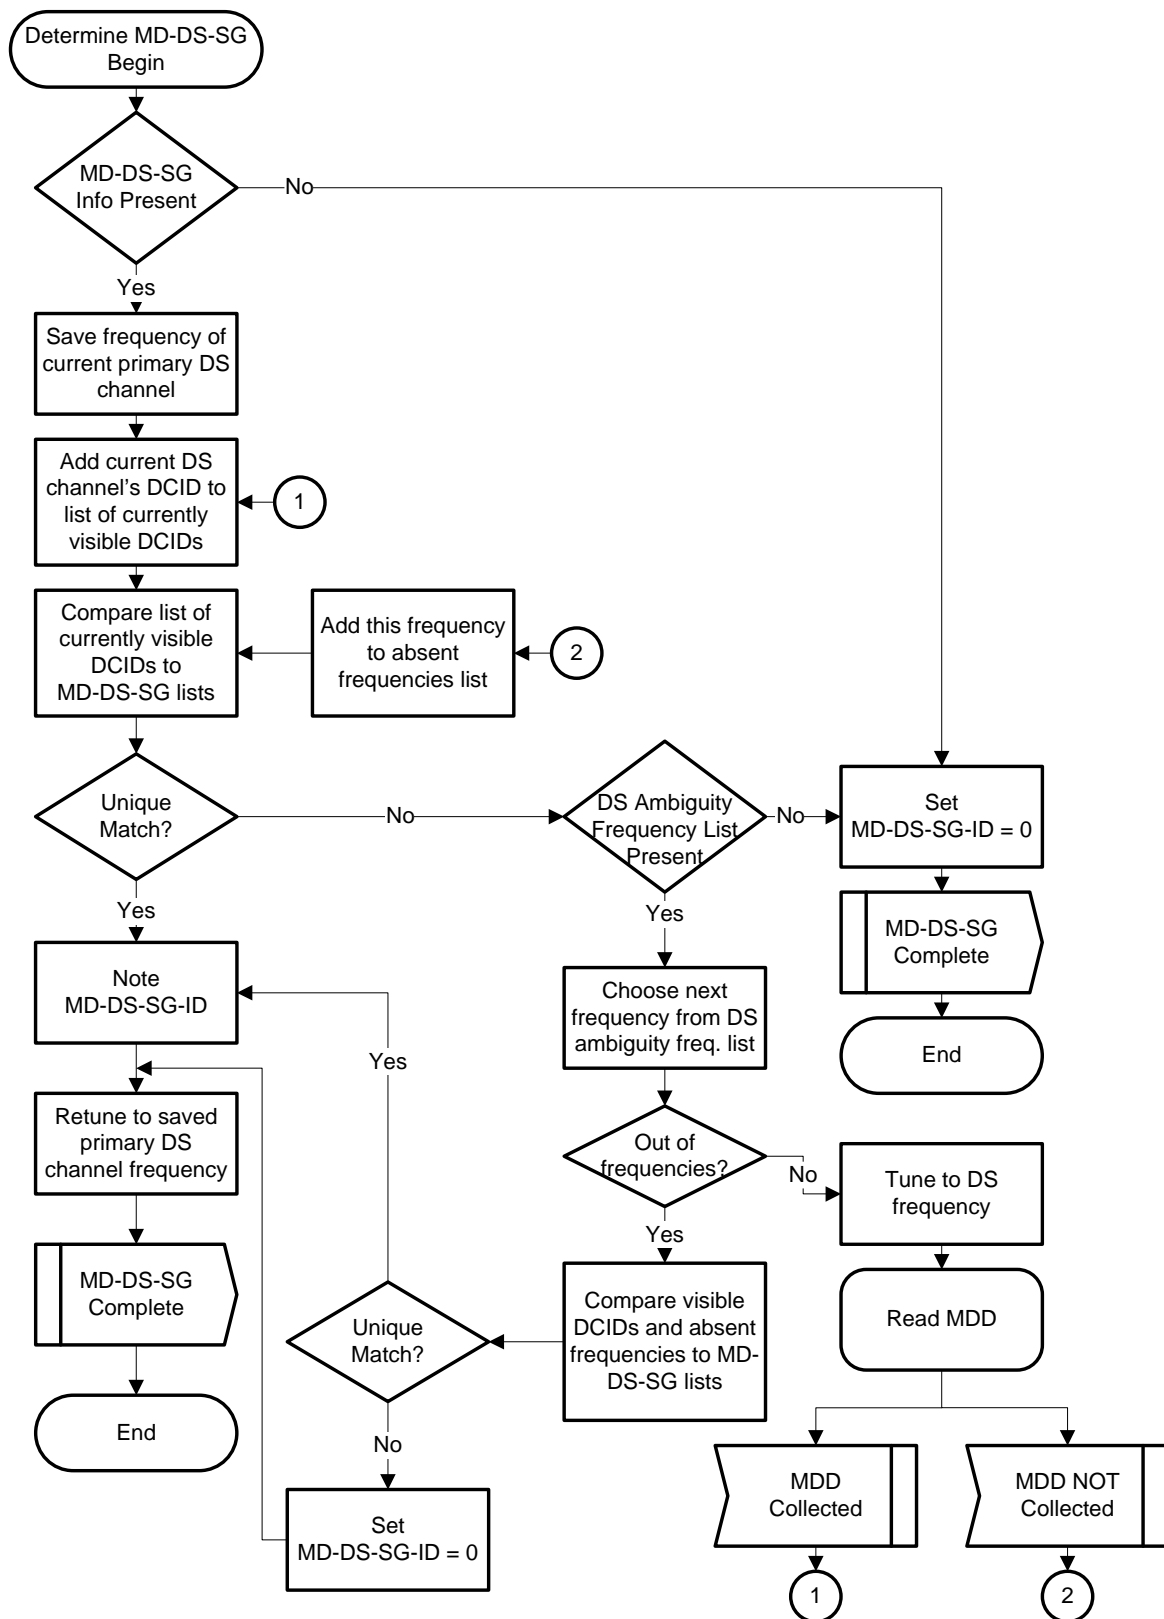 Determine MD-DS-SG
Begin
MD-DS-SG
Info Present
No
Yes
Save frequency of
current primary DS
channel
Add current DS
channel's DCID to
list of currently
visible DCIDs
1
Compare list of
currently visible
DCIDs to
MD-DS-SG lists
Add this frequency
to absent
frequencies list
2
Unique
Match?
No
DS Ambiguity
Frequency List
Present
No
Set
MD-DS-SG-ID = 0
Yes
Yes
MD-DS-SG
Complete
Note
MD-DS-SG-ID
Choose next
frequency from DS
ambiguity freq. list
End
Yes
Retune to saved
primary DS
channel frequency
Out of
frequencies?
No
Tune to DS
frequency
Yes
MD-DS-SG
Complete
Unique
Match?
Compare visible
DCIDs and absent
frequencies to MD-
DS-SG lists
Read MDD
End
No
MDD
Collected
MDD NOT
Collected
Set
MD-DS-SG-ID = 0
1
2